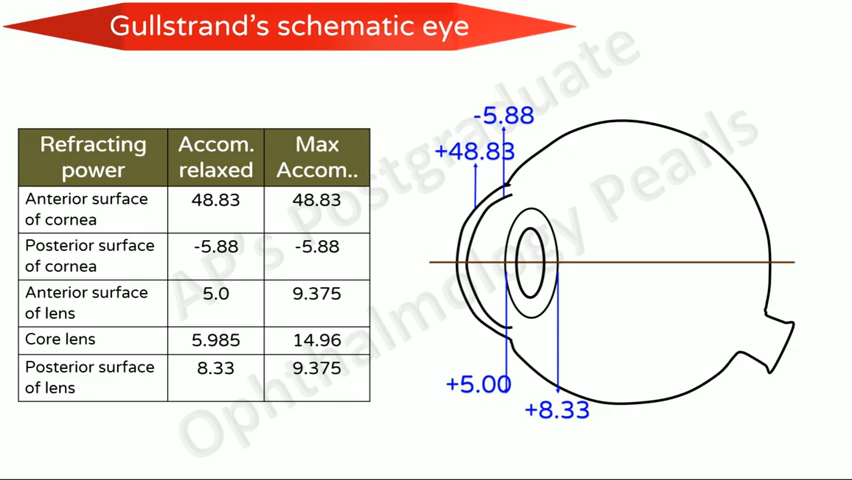 Gullstrand's schematic eye
Refracting power
Accom. relaxed
Max Accom..
Anterior surface of cornea
48.83
48.83
Posterior surface of cornea
-5.88
-5.88
Anterior surface of lens
5.0
9.375
Core lens
5.985
14.96
Posterior surface of lens
8.33
9.375
-5.88
+48.83
+5.00
+8.33
AP's Postgraduate
Ophthalmology Pearls